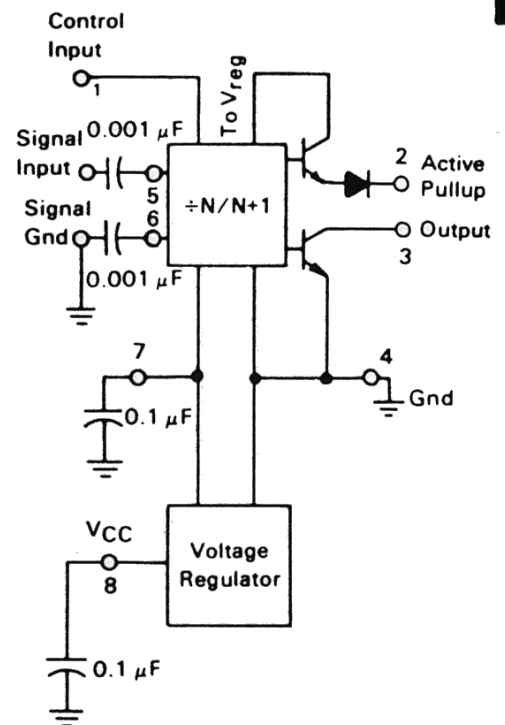 Control
Input
1
To Vreg
Signal
Input
0.001 μF
5
2
Active
Pullup
÷N/N+1
Signal
Gnd
6
0.001 μF
Output
3
7
4
0.1 μF
Gnd
VCC
8
Voltage
Regulator
0.1 μF